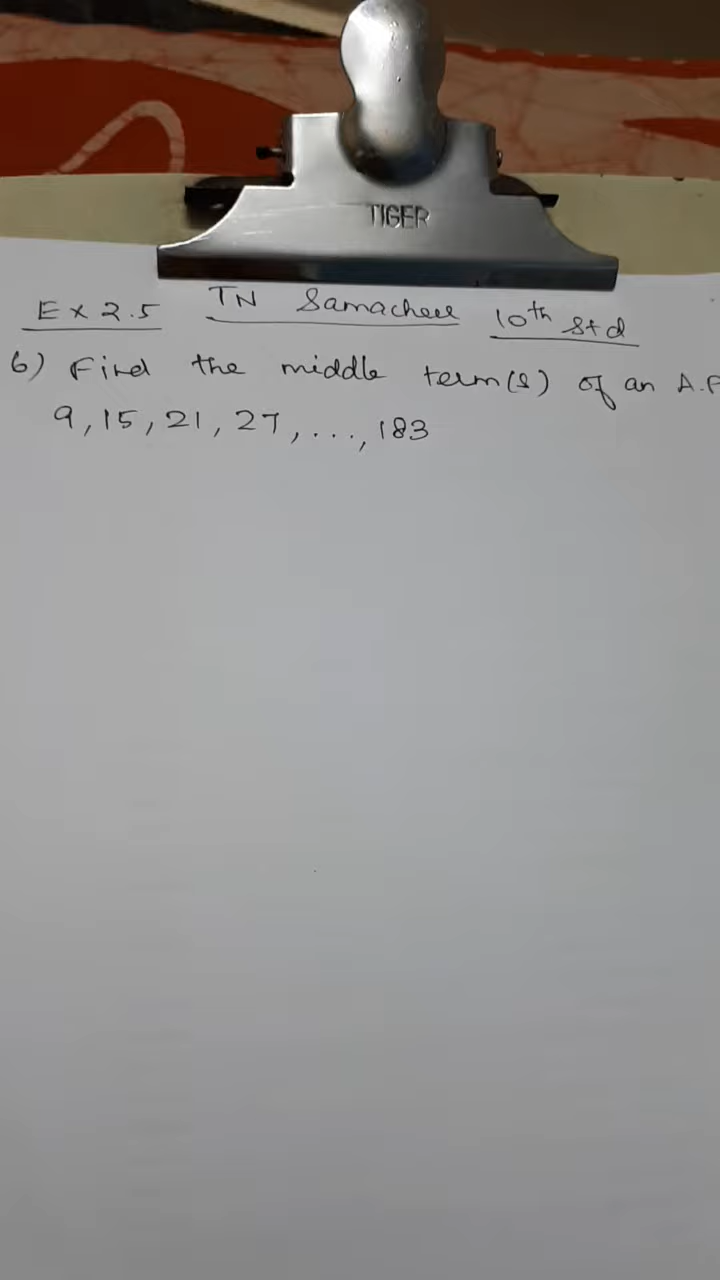 TIGER
Ex 2.5 TN Samacheer 10th Std
6) Find the middle term(s) of an A.P
9, 15, 21, 27, ..., 183